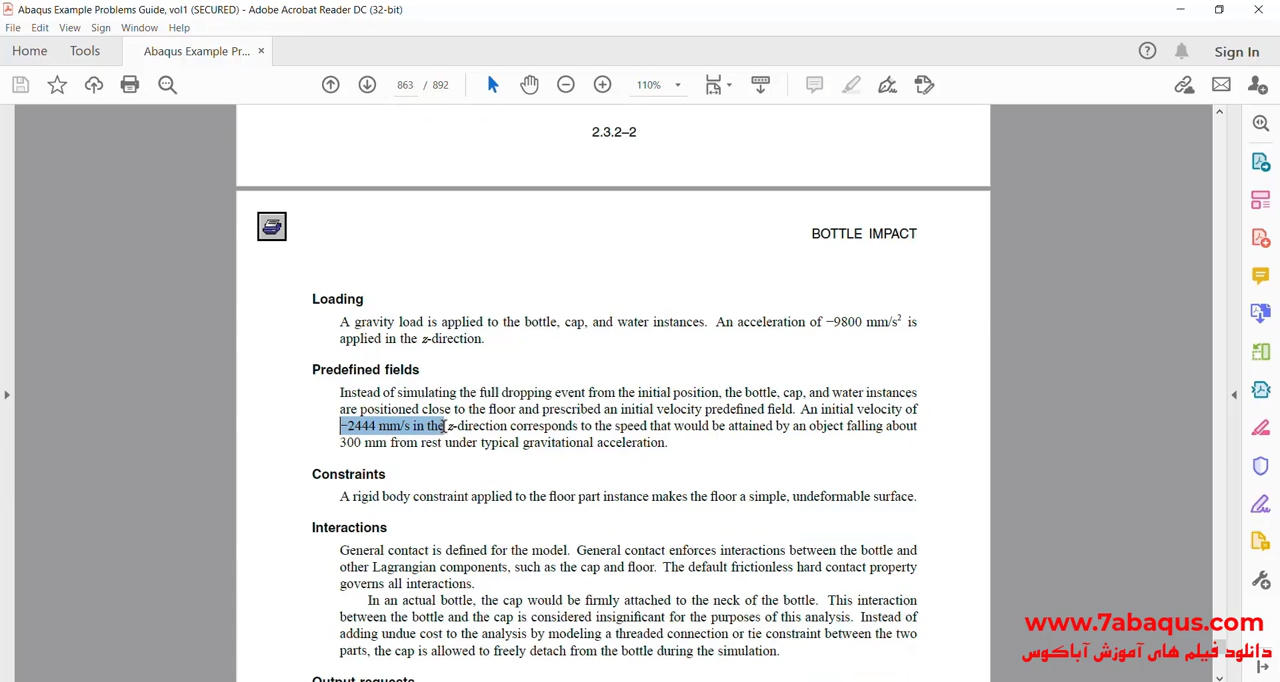 Abaqus Example Problems Guide, vol1 (SECURED) - Adobe Acrobat Reader DC (32-bit)
File Edit View Sign Window Help
Home Tools Abaqus Example Pr... × Sign In
863 / 892 110%
2.3.2–2
BOTTLE IMPACT
Loading
A gravity load is applied to the bottle, cap, and water instances. An acceleration of −9800 mm/s² is
applied in the z-direction.
Predefined fields
Instead of simulating the full dropping event from the initial position, the bottle, cap, and water instances
are positioned close to the floor and prescribed an initial velocity predefined field. An initial velocity of
−2444 mm/s in the z-direction corresponds to the speed that would be attained by an object falling about
300 mm from rest under typical gravitational acceleration.
Constraints
A rigid body constraint applied to the floor part instance makes the floor a simple, undeformable surface.
Interactions
General contact is defined for the model. General contact enforces interactions between the bottle and
other Lagrangian components, such as the cap and floor. The default frictionless hard contact property
governs all interactions.
In an actual bottle, the cap would be firmly attached to the neck of the bottle. This interaction
between the bottle and the cap is considered insignificant for the purposes of this analysis. Instead of
adding undue cost to the analysis by modeling a threaded connection or tie constraint between the two
parts, the cap is allowed to freely detach from the bottle during the simulation.
Output requests
www.7abaqus.com
دانلود فیلم های آموزش آباکوس